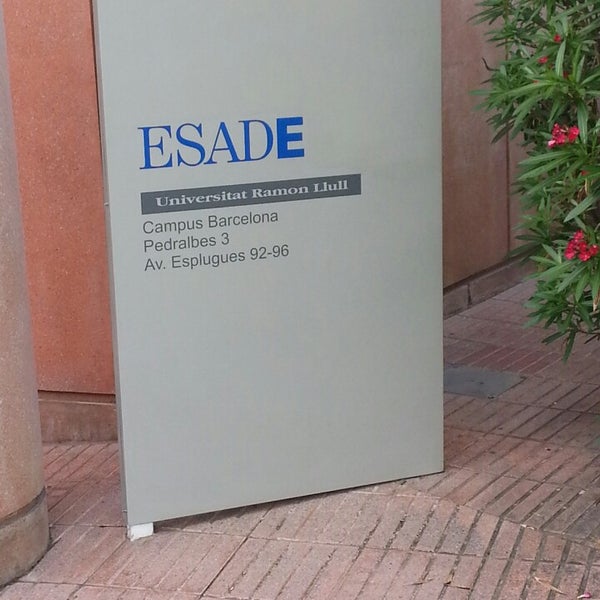 ESADE
Universitat Ramon Llull
Campus Barcelona
Pedralbes 3
Av. Esplugues 92-96